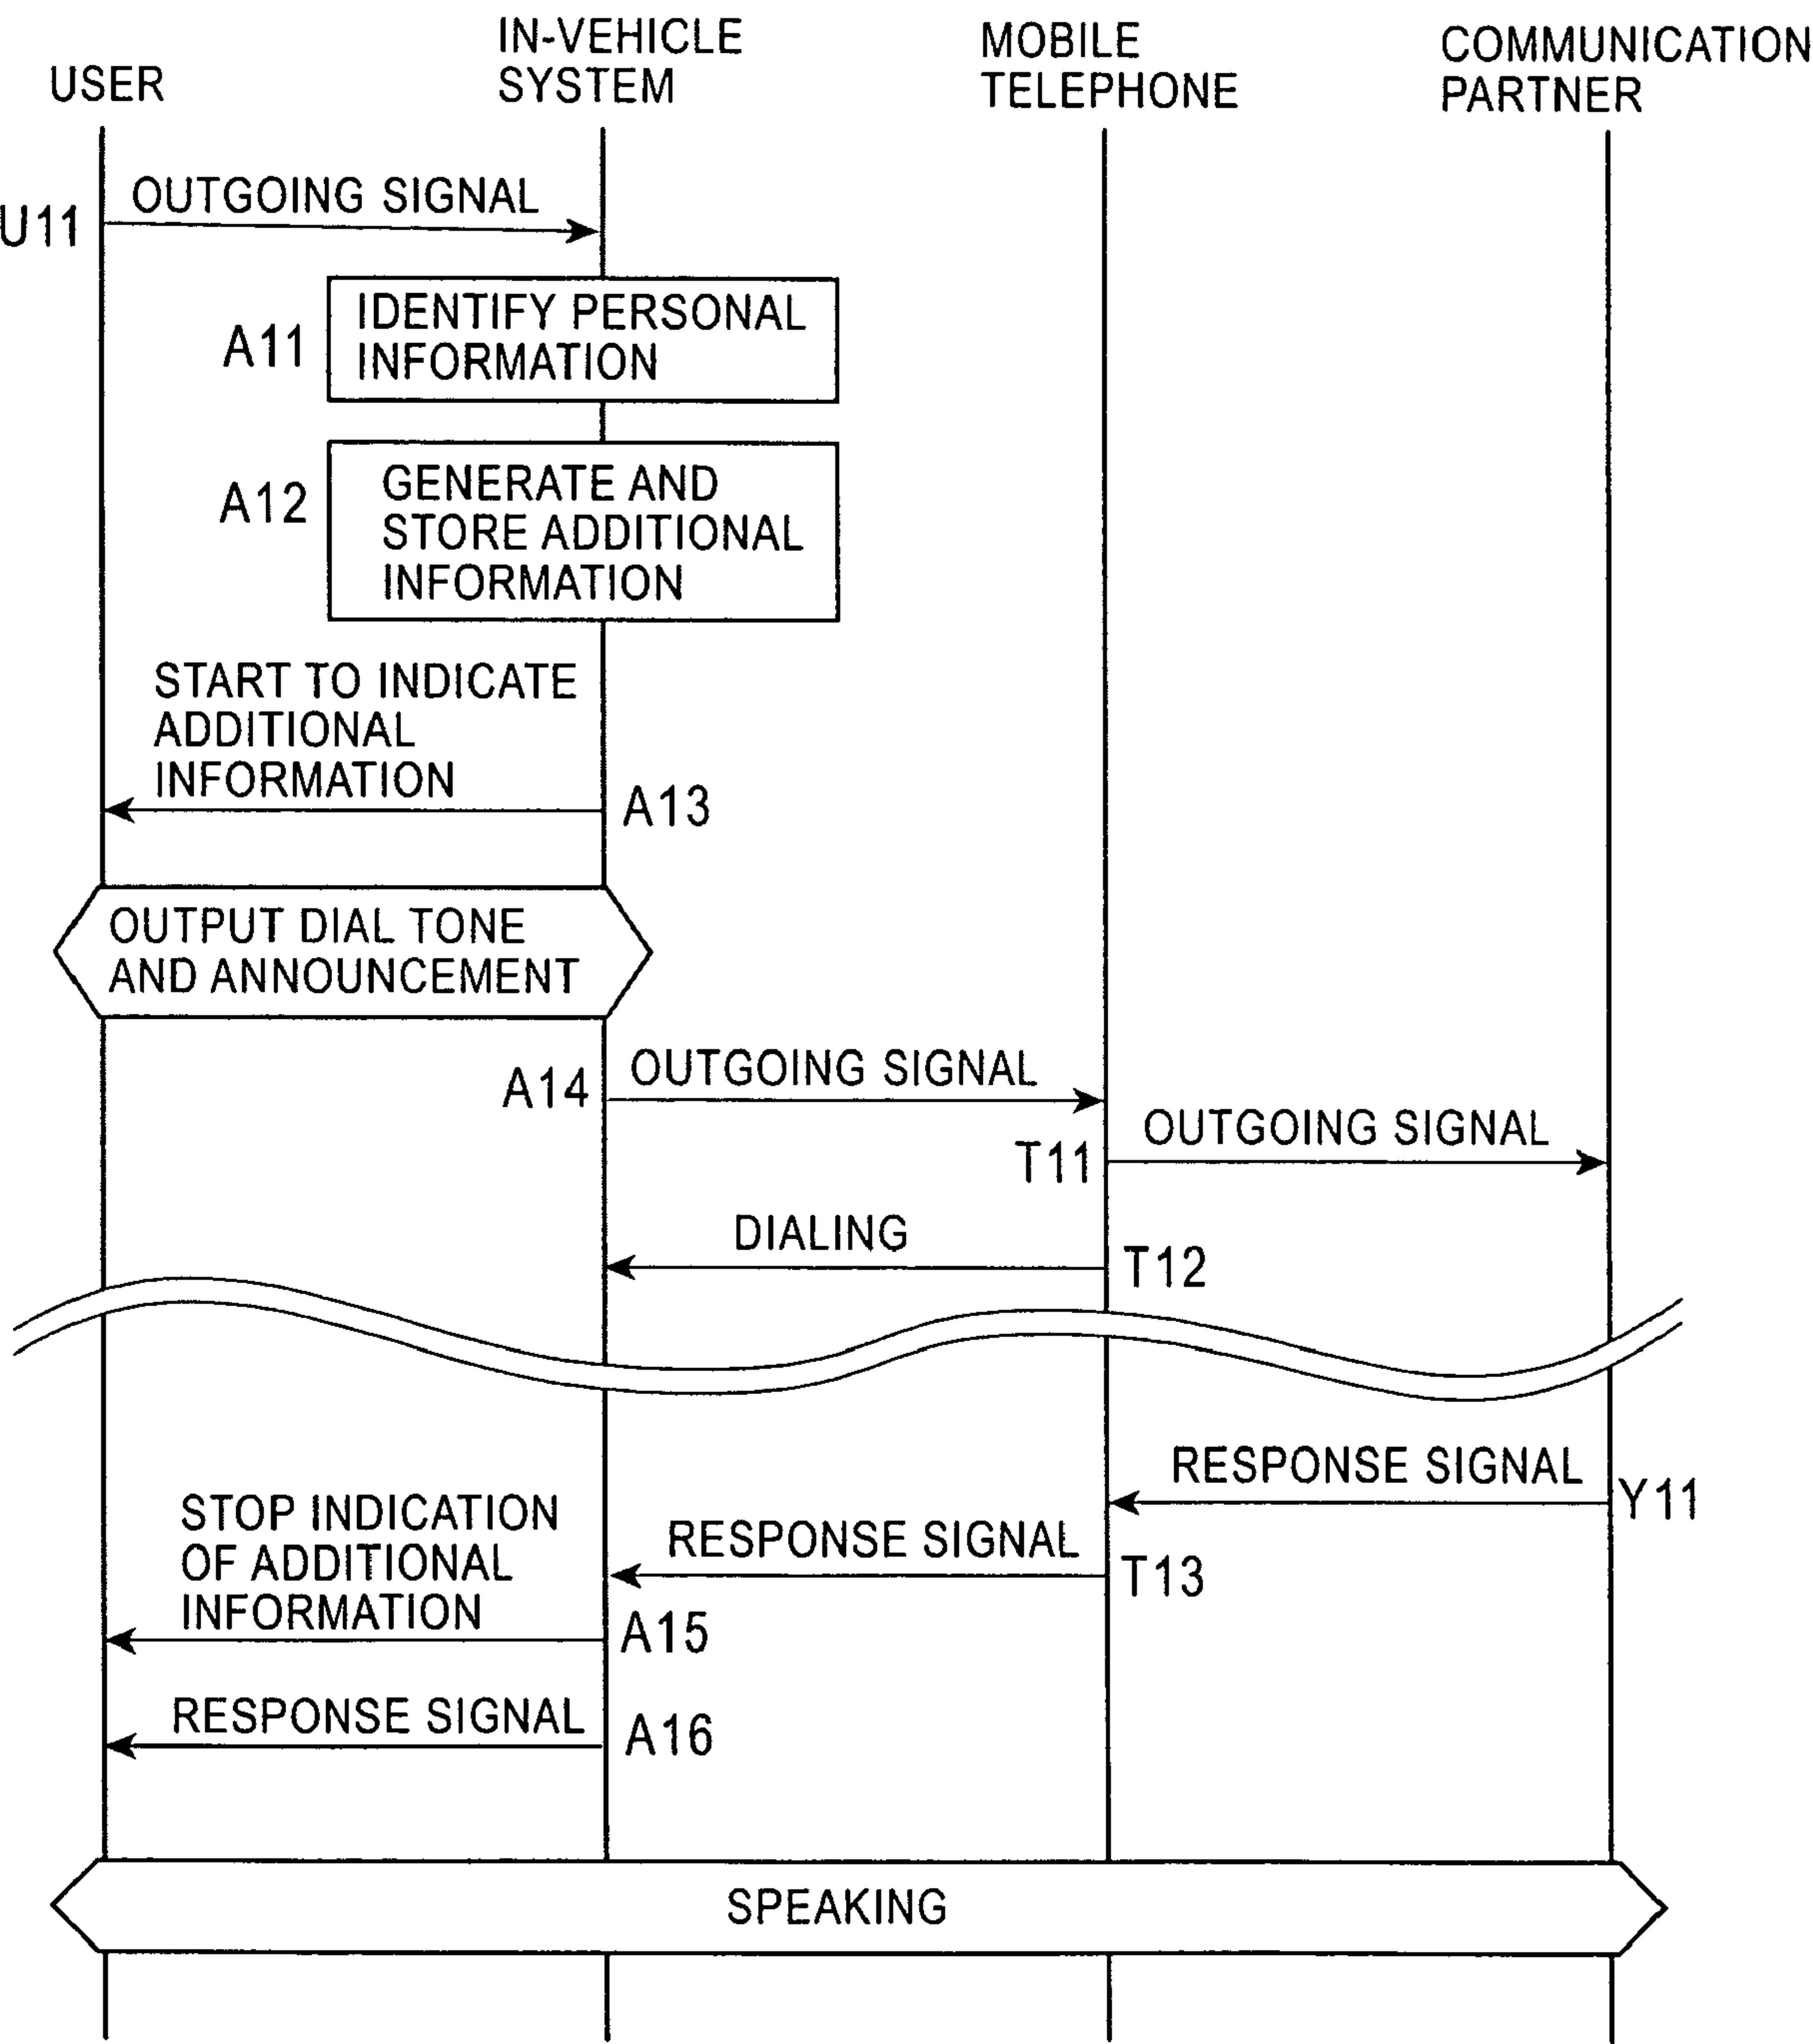 USER
IN-VEHICLE
SYSTEM
MOBILE
TELEPHONE
COMMUNICATION
PARTNER
U11
OUTGOING SIGNAL
A11
IDENTIFY PERSONAL
INFORMATION
A12
GENERATE AND
STORE ADDITIONAL
INFORMATION
START TO INDICATE
ADDITIONAL
INFORMATION
A13
OUTPUT DIAL TONE
AND ANNOUNCEMENT
A14
OUTGOING SIGNAL
T11
OUTGOING SIGNAL
DIALING
T12
RESPONSE SIGNAL
Y11
RESPONSE SIGNAL
T13
STOP INDICATION
OF ADDITIONAL
INFORMATION
A15
RESPONSE SIGNAL
A16
SPEAKING